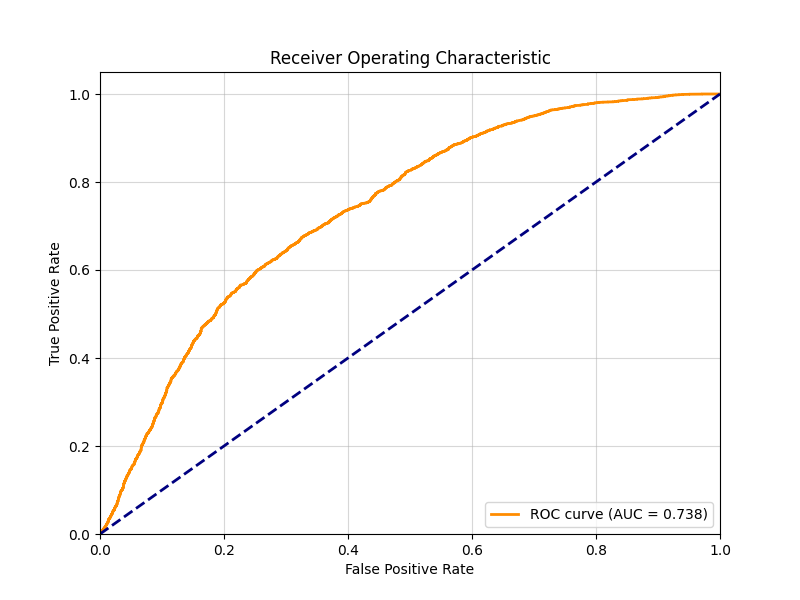 Receiver Operating Characteristic
True Positive Rate
1.0
0.8
0.6
0.4
0.2
0.0
ROC curve (AUC = 0.738)
0.0 0.2 0.4 0.6 0.8 1.0
False Positive Rate